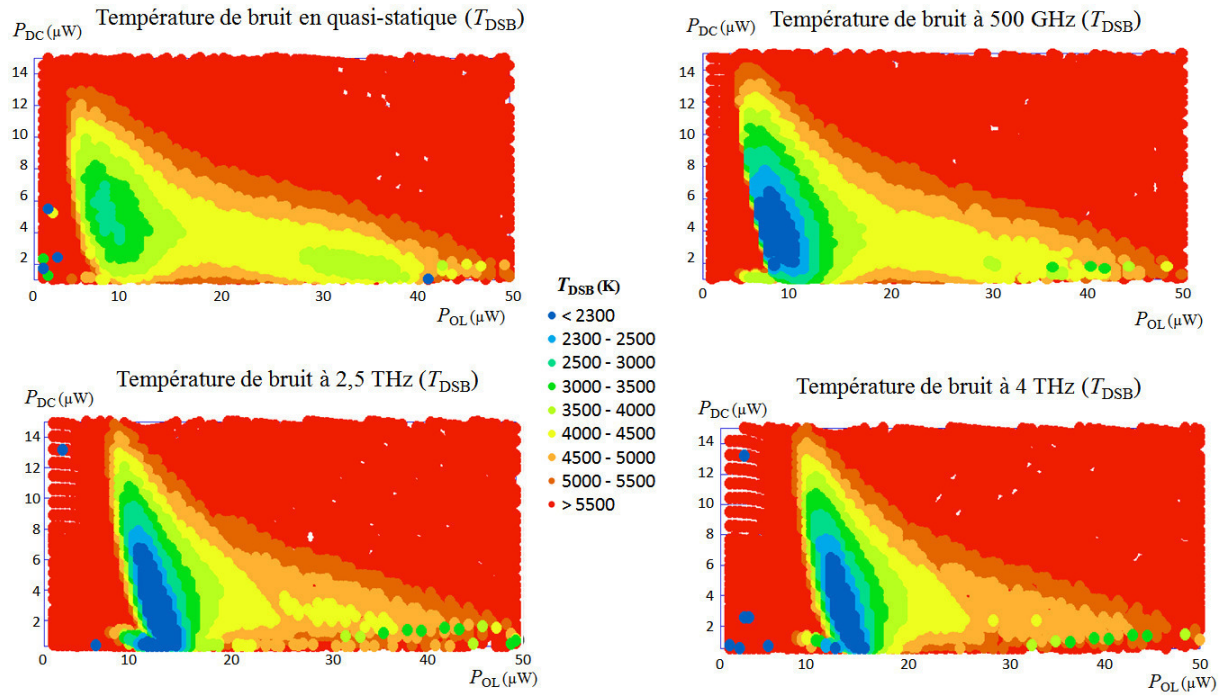 Température de bruit en quasi-statique (TDSB)
PDC (µW)
14
12
10
8
6
4
2
0 10 20 30 40 50
POL (µW)
Température de bruit à 500 GHz (TDSB)
PDC (µW)
14
12
10
8
6
4
2
0 10 20 30 40 50
POL (µW)
TDSB (K)
< 2300
2300 - 2500
2500 - 3000
3000 - 3500
3500 - 4000
4000 - 4500
4500 - 5000
5000 - 5500
> 5500
Température de bruit à 2,5 THz (TDSB)
PDC (µW)
14
12
10
8
6
4
2
0 10 20 30 40 50
POL (µW)
Température de bruit à 4 THz (TDSB)
PDC (µW)
14
12
10
8
6
4
2
0 10 20 30 40 50
POL (µW)